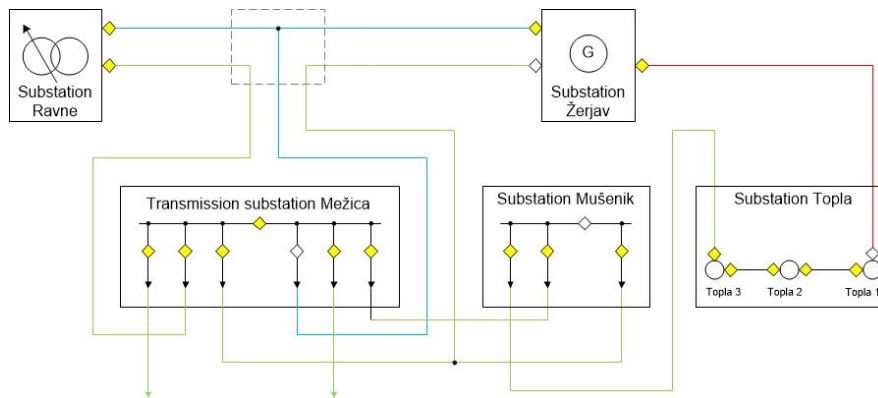 G
Substation
Ravne
Substation
Žerjav
Transmission substation Mežica
Substation Mušenik
Substation Topla
Topla 3
Topla 2
Topla 1